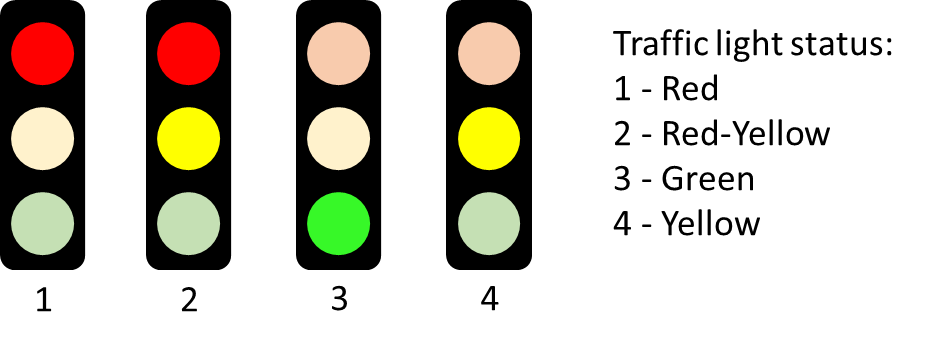 Traffic light status:
1 - Red
2 - Red-Yellow
3 - Green
4 - Yellow
1 2 3 4